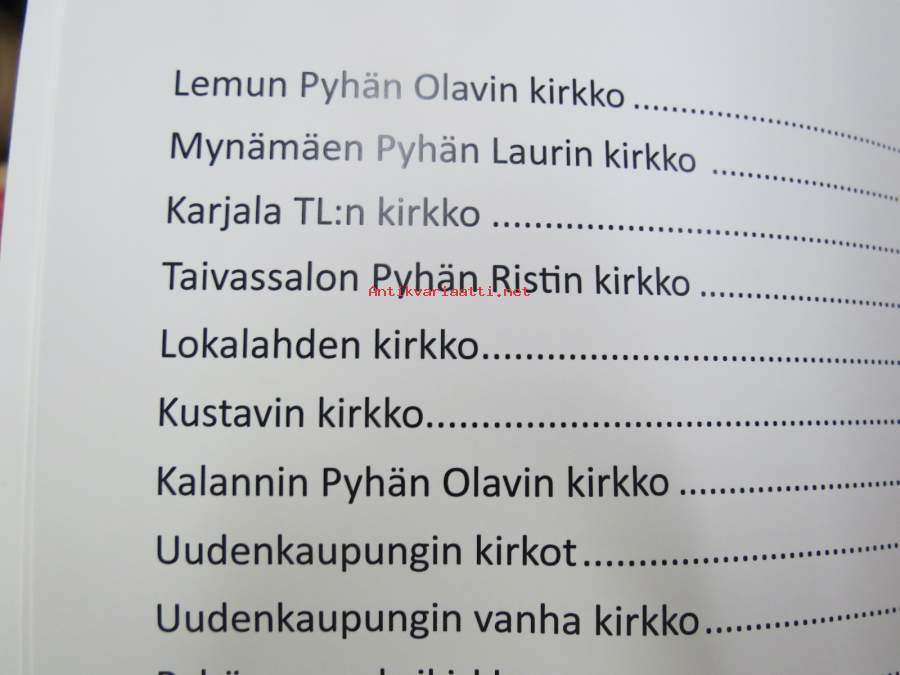 Lemun Pyhän Olavin kirkko
Mynämäen Pyhän Laurin kirkko
Karjala TL:n kirkko
Taivassalon Pyhän Ristin kirkko
Antikvariaatti.net
Lokalahden kirkko
Kustavin kirkko
Kalannin Pyhän Olavin kirkko
Uudenkaupungin kirkot
Uudenkaupungin vanha kirkko